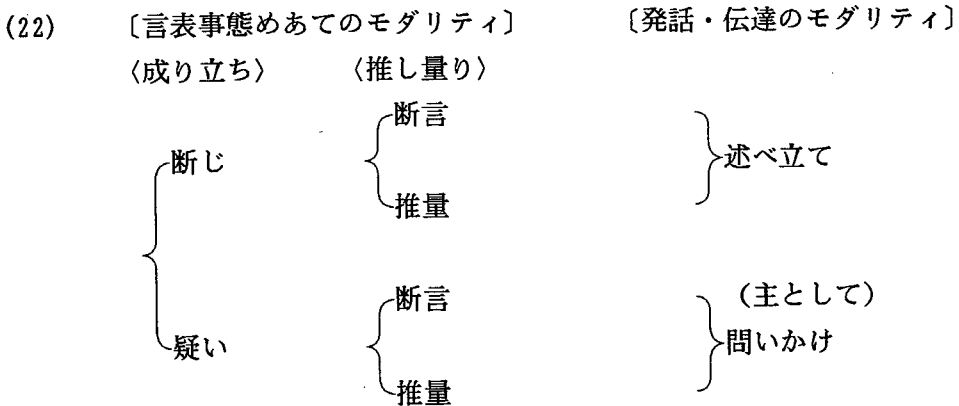 (22) 〔言表事態めあてのモダリティ〕 〔発話・伝達のモダリティ〕
〈成り立ち〉 〈推し量り〉
断言
断じ 述べ立て
推量
断言 (主として)
疑い 問いかけ
推量